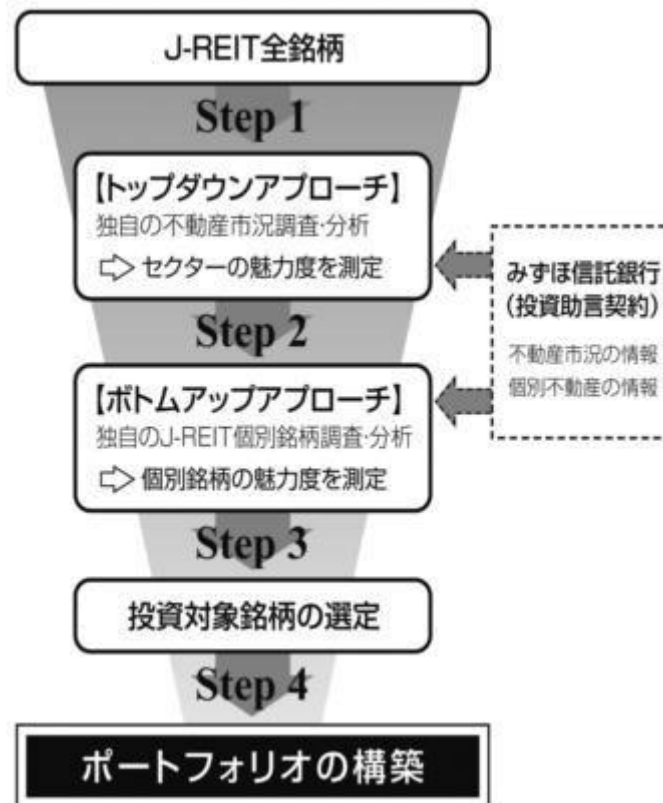 J-REIT全銘柄
Step 1
【トップダウンアプローチ】
独自の不動産市況調査・分析
⇨ セクターの魅力度を測定
みずほ信託銀行
(投資助言契約)
不動産市況の情報
個別不動産の情報
Step 2
【ボトムアップアプローチ】
独自のJ-REIT個別銘柄調査・分析
⇨ 個別銘柄の魅力度を測定
Step 3
投資対象銘柄の選定
Step 4
ポートフォリオの構築